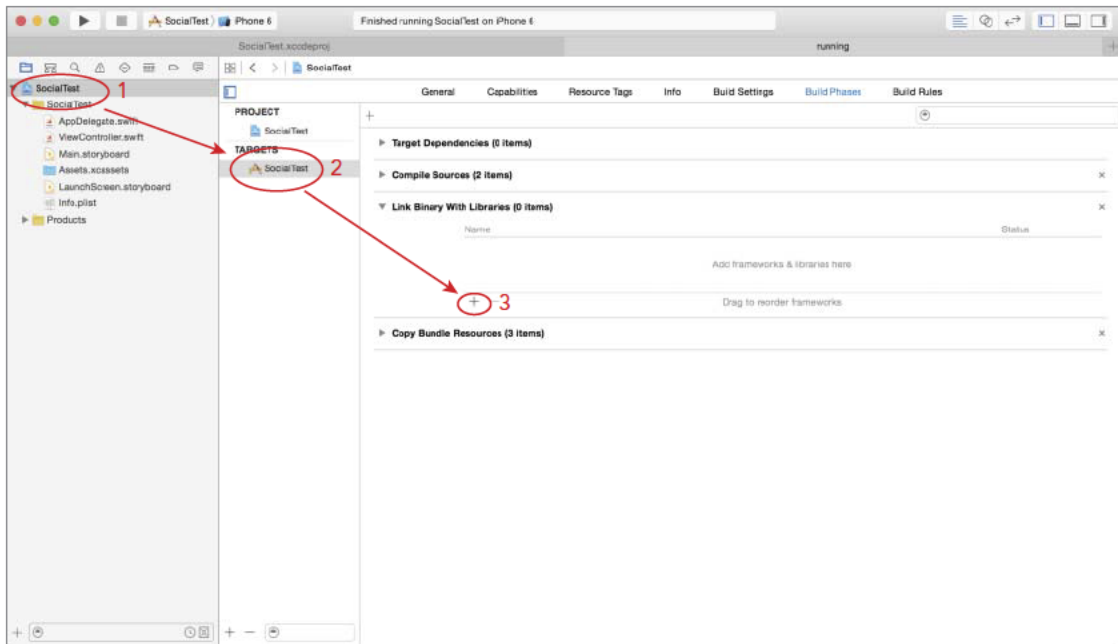 SocialTest Phone 6 Finished running SocialTest on iPhone 6
SocialTest.xcodeproj running
SocialTest
SocialTest 1
General Capabilities Resource Tags Info Build Settings Build Phases Build Rules
SocialTest
PROJECT
AppDelegate.swift
SocialTest
ViewController.swift
Target Dependencies (0 items)
Main.storyboard
TARGETS
Assets.xcassets
SocialTest 2
Compile Sources (2 items)
LaunchScreen.storyboard
Info.plist
Link Binary With Libraries (0 items)
Products
Name Status
Add frameworks & libraries here
3 Drag to reorder frameworks
Copy Bundle Resources (3 items)